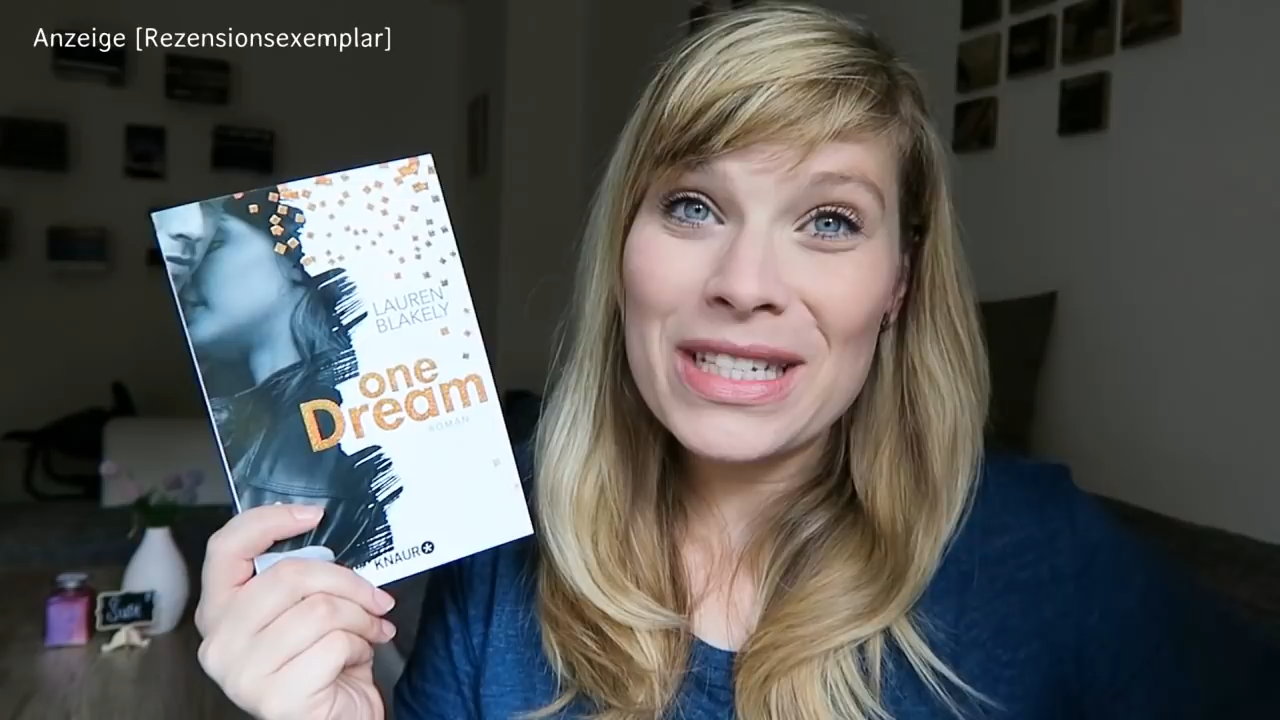 Anzeige [Rezensionsexemplar]
LAUREN
BLAKELY
one
Dream
ROMAN
KNAUR